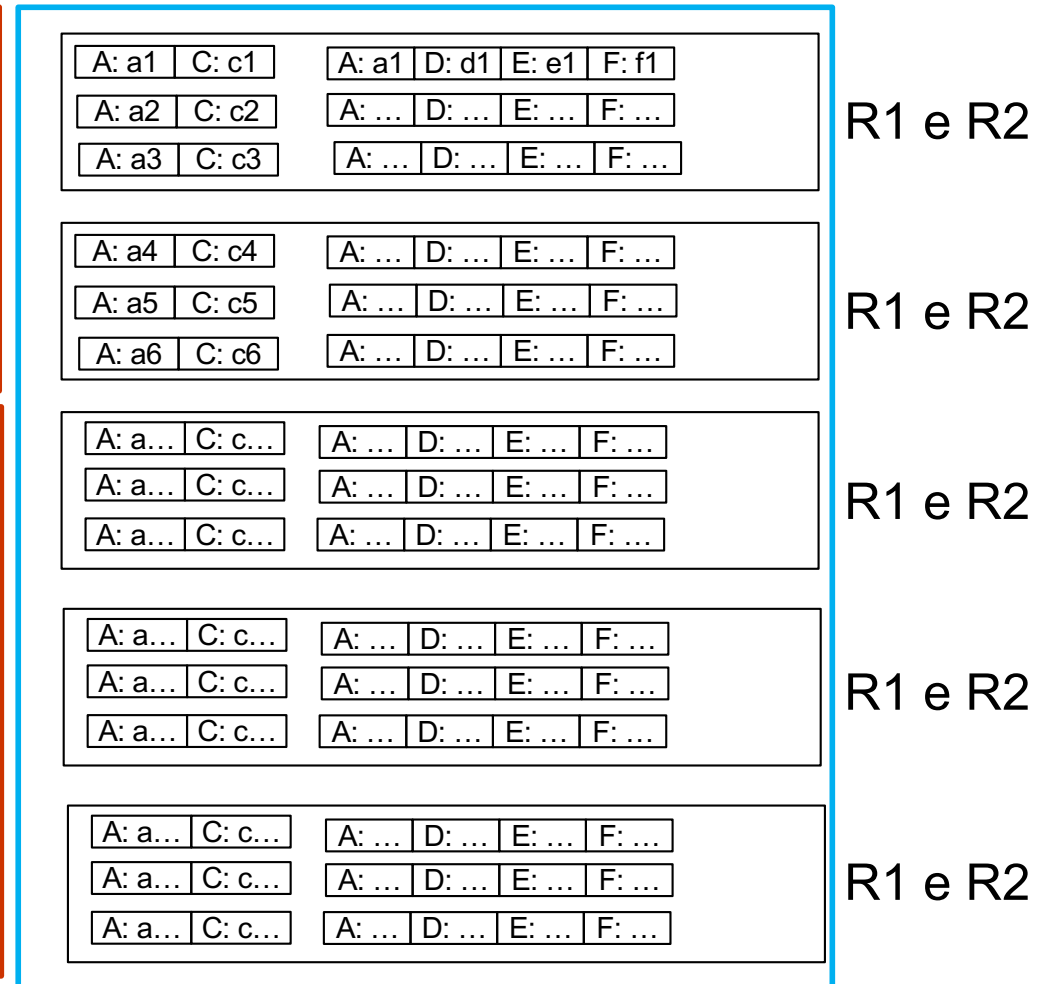 A: a1 C: c1 A: a1 D: d1 E: e1 F: f1
A: a2 C: c2 A: … D: … E: … F: …
A: a3 C: c3 A: … D: … E: … F: …
R1 e R2
A: a4 C: c4 A: … D: … E: … F: …
A: a5 C: c5 A: … D: … E: … F: …
A: a6 C: c6 A: … D: … E: … F: …
R1 e R2
A: a… C: c… A: … D: … E: … F: …
A: a… C: c… A: … D: … E: … F: …
A: a… C: c… A: … D: … E: … F: …
R1 e R2
A: a… C: c… A: … D: … E: … F: …
A: a… C: c… A: … D: … E: … F: …
A: a… C: c… A: … D: … E: … F: …
R1 e R2
A: a… C: c… A: … D: … E: … F: …
A: a… C: c… A: … D: … E: … F: …
A: a… C: c… A: … D: … E: … F: …
R1 e R2